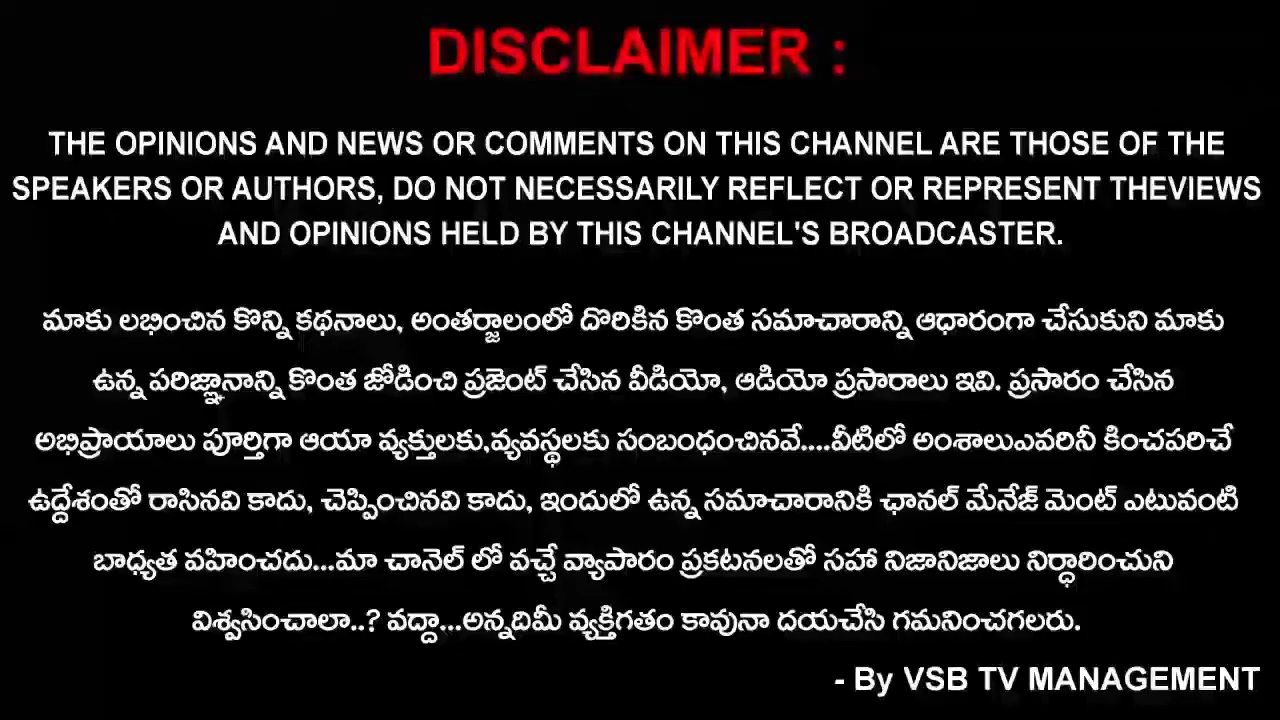 DISCLAIMER :
THE OPINIONS AND NEWS OR COMMENTS ON THIS CHANNEL ARE THOSE OF THE
SPEAKERS OR AUTHORS, DO NOT NECESSARILY REFLECT OR REPRESENT THEVIEWS
AND OPINIONS HELD BY THIS CHANNEL'S BROADCASTER.
మాకు లభించిన కొన్ని కథనాలు, అంతర్జాలంలో దొరికిన కొంత సమాచారాన్ని ఆధారంగా చేసుకుని మాకు
ఉన్న పరిజ్ఞానాన్ని కొంత జోడించి ప్రజెంట్ చేసిన వీడియో, ఆడియో ప్రసారాలు ఇవి. ప్రసారం చేసిన
అభిప్రాయాలు పూర్తిగా ఆయా వ్యక్తులకు,వ్యవస్థలకు సంబంధంచినవే....వీటిలో అంశాలుఎవరినీ కించపరిచే
ఉద్దేశంతో రాసినవి కాదు, చెప్పించినవి కాదు, ఇందులో ఉన్న సమాచారానికి ఛానల్ మేనేజ్ మెంట్ ఎటువంటి
బాధ్యత వహించదు...మా చానెల్ లో వచ్చే వ్యాపారం ప్రకటనలతో సహా నిజానిజాలు నిర్ధారించుని
విశ్వసించాలా..? వద్దా...అన్నదిమీ వ్యక్తిగతం కావునా దయచేసి గమనించగలరు.
- By VSB TV MANAGEMENT